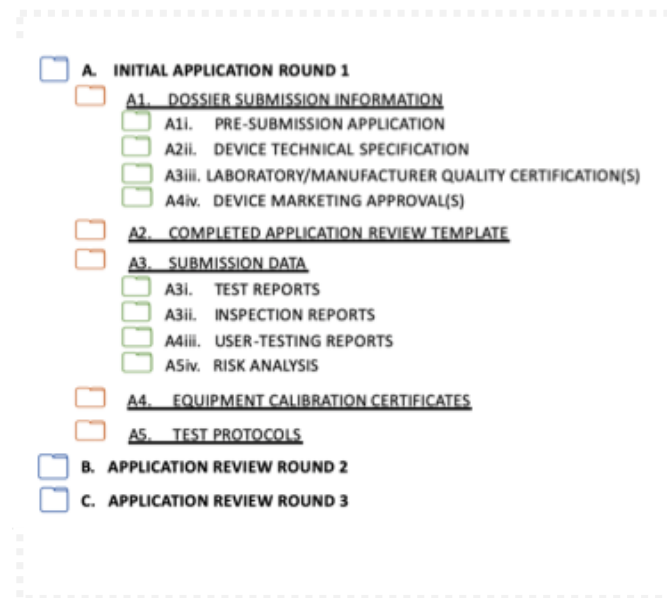 A. INITIAL APPLICATION ROUND 1
A1. DOSSIER SUBMISSION INFORMATION
A1i. PRE-SUBMISSION APPLICATION
A2ii. DEVICE TECHNICAL SPECIFICATION
A3iii. LABORATORY/MANUFACTURER QUALITY CERTIFICATION(S)
A4iv. DEVICE MARKETING APPROVAL(S)
A2. COMPLETED APPLICATION REVIEW TEMPLATE
A3. SUBMISSION DATA
A3i. TEST REPORTS
A3ii. INSPECTION REPORTS
A4iii. USER-TESTING REPORTS
A5iv. RISK ANALYSIS
A4. EQUIPMENT CALIBRATION CERTIFICATES
A5. TEST PROTOCOLS
B. APPLICATION REVIEW ROUND 2
C. APPLICATION REVIEW ROUND 3